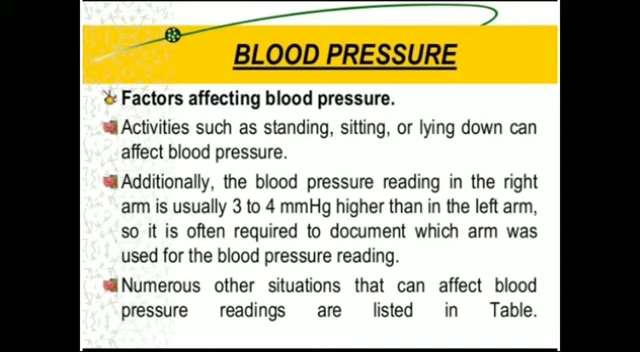 BLOOD PRESSURE
Factors affecting blood pressure.
Activities such as standing, sitting, or lying down can
affect blood pressure.
Additionally, the blood pressure reading in the right
arm is usually 3 to 4 mmHg higher than in the left arm,
so it is often required to document which arm was
used for the blood pressure reading.
Numerous other situations that can affect blood
pressure readings are listed in Table.